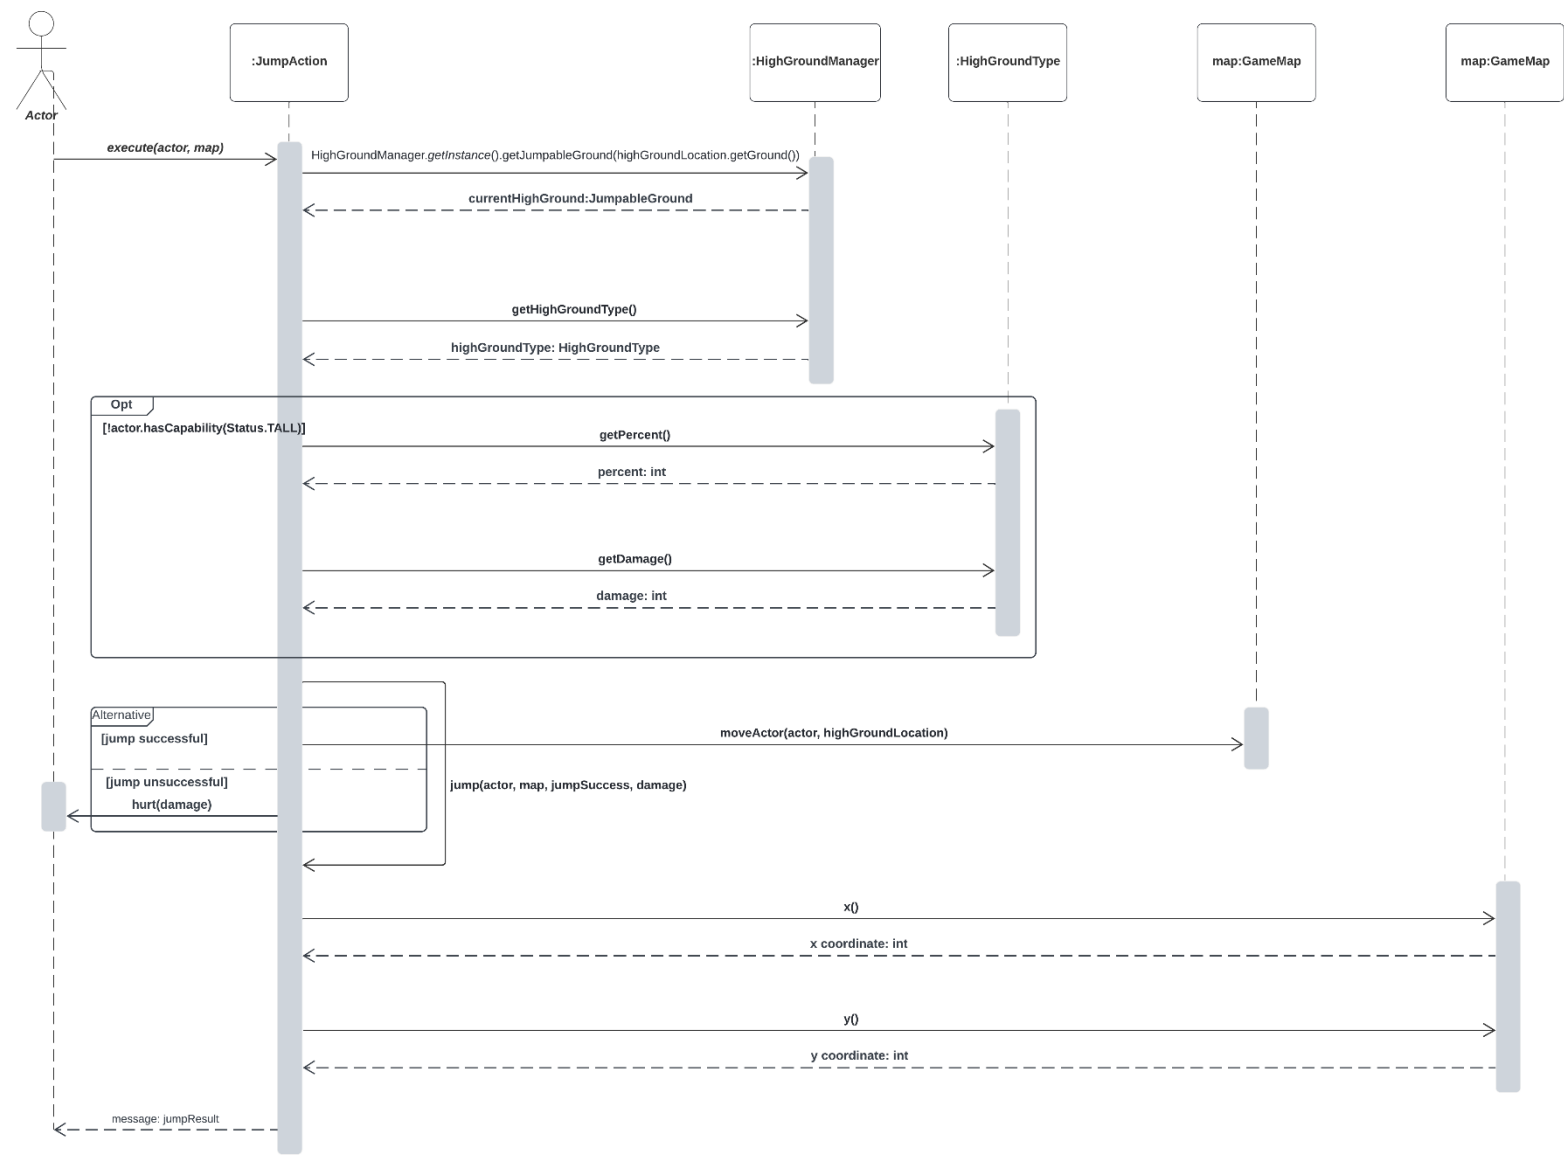 Actor
:JumpAction
:HighGroundManager
:HighGroundType
map:GameMap
map:GameMap
execute(actor, map)
HighGroundManager.getInstance().getJumpableGround(highGroundLocation.getGround())
currentHighGround:JumpableGround
getHighGroundType()
highGroundType: HighGroundType
Opt
[!actor.hasCapability(Status.TALL)]
getPercent()
percent: int
getDamage()
damage: int
Alternative
[jump successful]
moveActor(actor, highGroundLocation)
[jump unsuccessful]
jump(actor, map, jumpSuccess, damage)
hurt(damage)
x()
x coordinate: int
y()
y coordinate: int
message: jumpResult